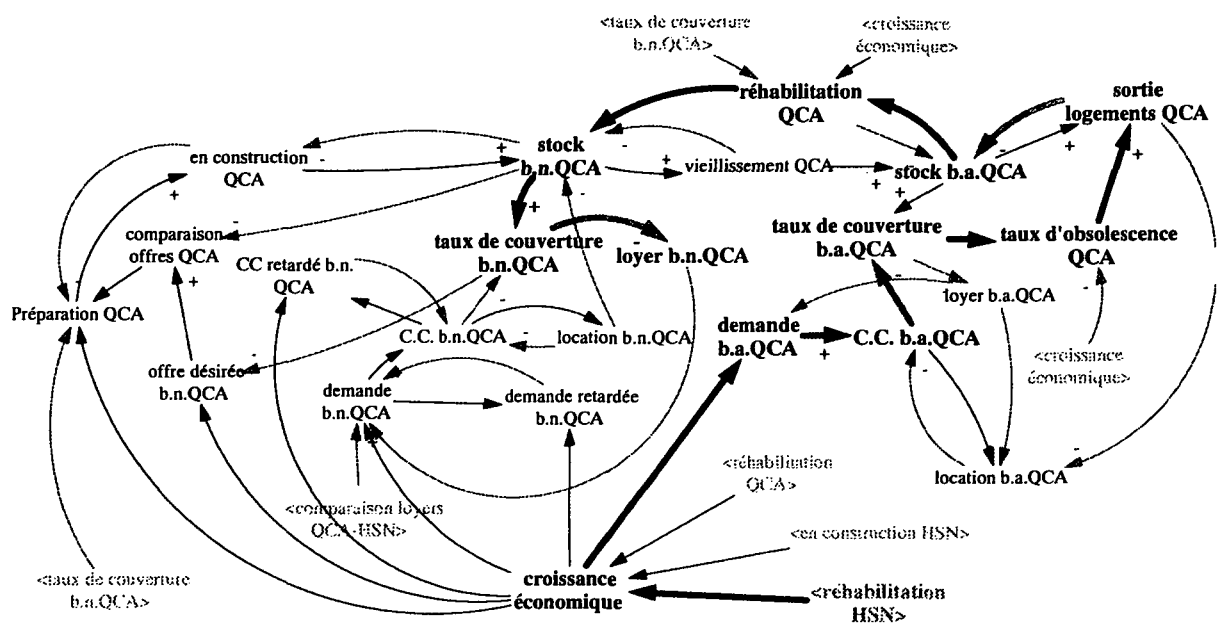 <taux de couverture
b.n.QCA>
<croissance
économique>
réhabilitation
QCA
sortie
logements QCA
stock
b.n.QCA
en construction
QCA
vieillissement QCA
stock b.a.QCA
comparaison
offres QCA
taux de couverture
b.n.QCA
loyer b.n.QCA
taux de couverture
b.a.QCA
taux d'obsolescence
QCA
CC retardé b.n.
QCA
loyer b.a.QCA
Préparation QCA
C.C. b.n.QCA
location b.n.QCA
demande
b.a.QCA
C.C. b.a.QCA
<croissance
économique>
offre désirée
b.n.QCA
demande
b.n.QCA
demande retardée
b.n.QCA
<réhabilitation
QCA>
location b.a.QCA
<comparaison loyers
QCA-HSN>
<en construction HSN>
<taux de couverture
b.n.QCA>
croissance
économique
<réhabilitation
HSN>